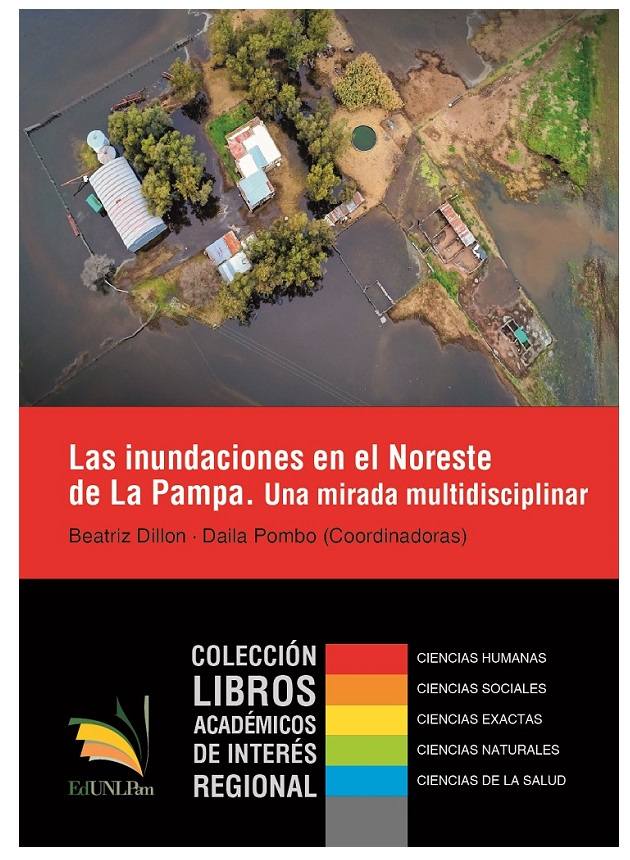 Las inundaciones en el Noreste
de La Pampa. Una mirada multidisciplinar
Beatriz Dillon · Daila Pombo (Coordinadoras)
COLECCIÓN
LIBROS
ACADÉMICOS
DE INTERÉS
REGIONAL
CIENCIAS HUMANAS
CIENCIAS SOCIALES
CIENCIAS EXACTAS
CIENCIAS NATURALES
CIENCIAS DE LA SALUD
EdUNLPam